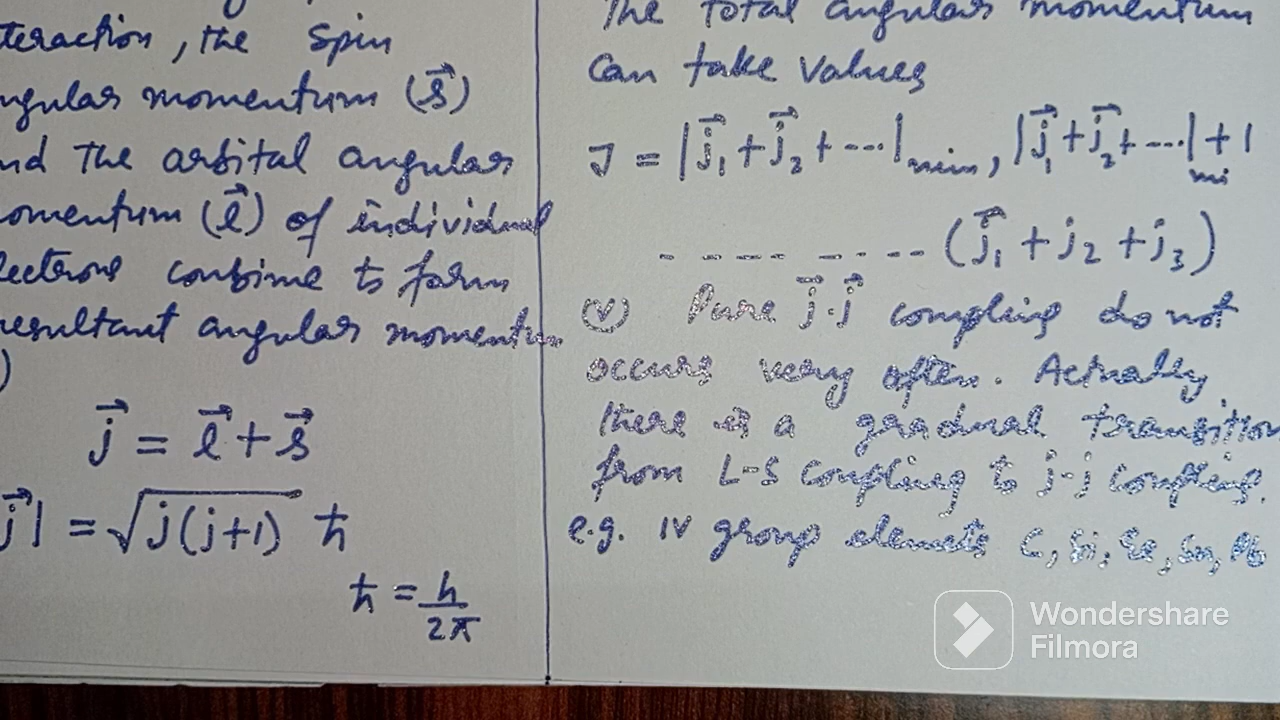 teraction, the spin
ngular momentum (s⃗)
nd the orbital angular
omentum (l⃗) of individual
lectrons combine to form
resultant angular momentum
)
j⃗ = l⃗ + s⃗
j⃗| = √j(j+1) ħ
ħ = h/2π
The total angular momentum
can take values
J = |j⃗₁ + j⃗₂ + ---|min, |j⃗₁ + j⃗₂ + ---|mi + 1
- - - - - - - - - (j⃗₁ + j₂ + j₃)
(V) Pure j⃗.j⃗ coupling do not
occurs very often. Actually
there is a gradual transition
from L-S coupling to j-j coupling.
e.g. IV group elements C, Si, Ge, Sn, Pb
Wondershare
Filmora